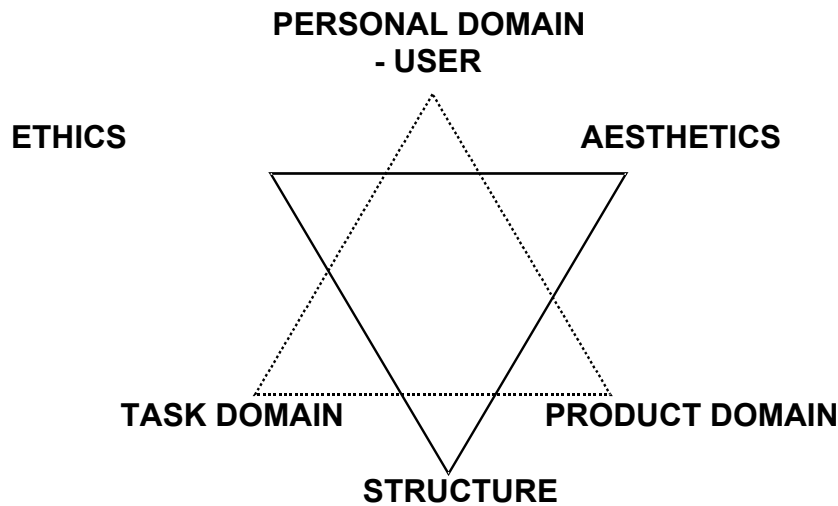 PERSONAL DOMAIN
- USER
ETHICS
AESTHETICS
TASK DOMAIN
PRODUCT DOMAIN
STRUCTURE